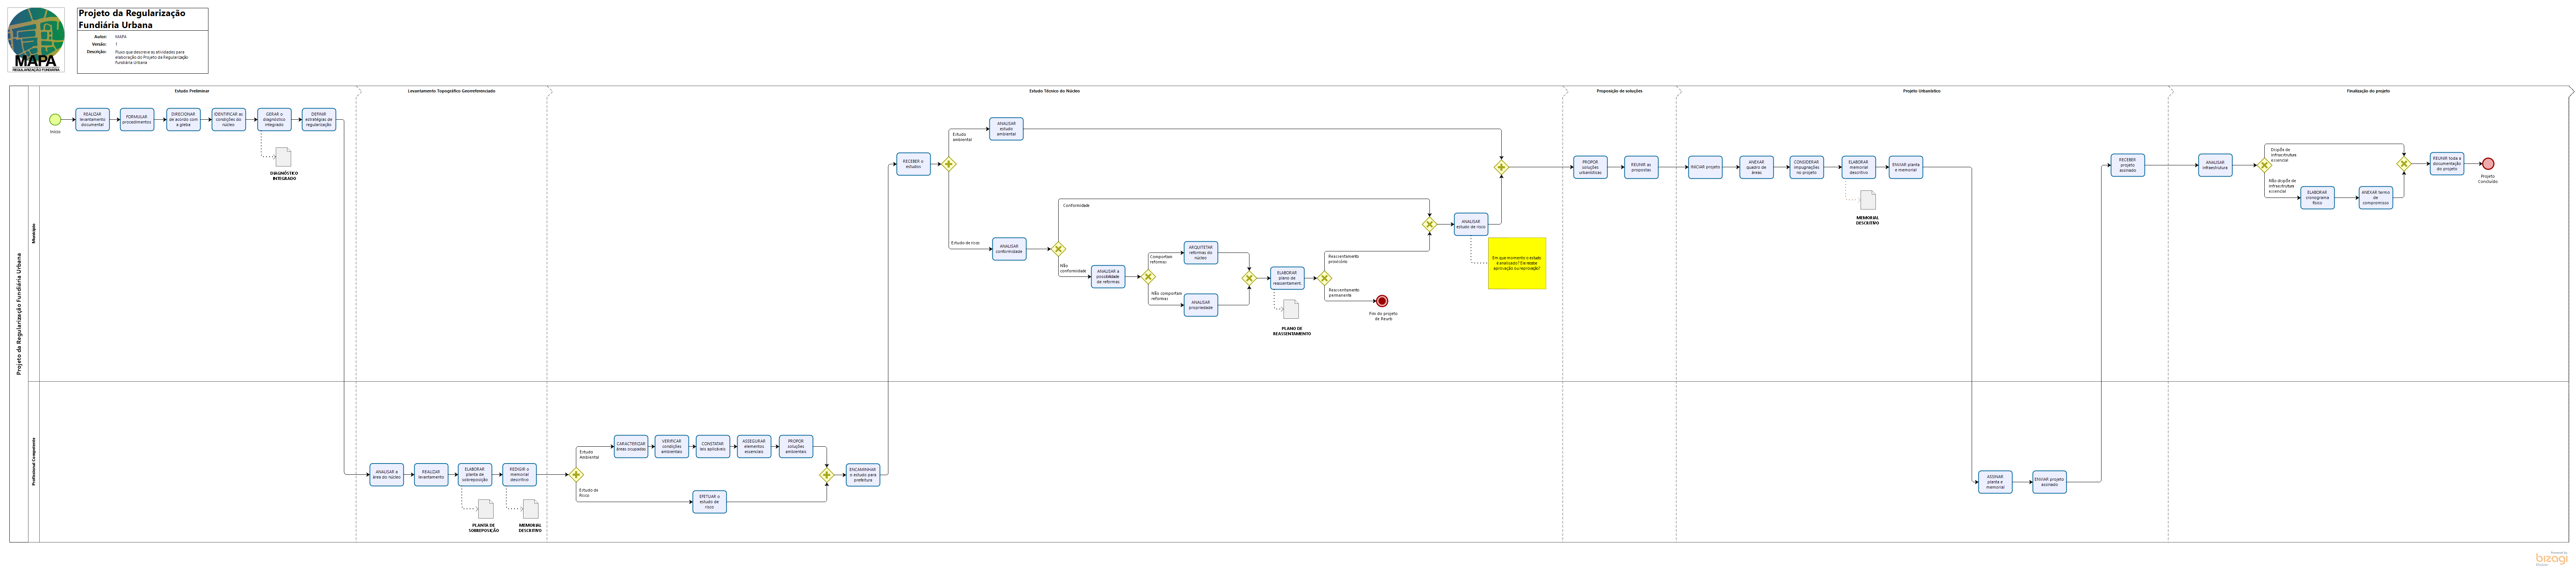 MAPA
REGULARIZAÇÃO FUNDIÁRIA
Projeto da Regularização
Fundiária Urbana
Autor: MAPA
Versão: 1
Descrição: Fluxo que descreve as atividades para
elaboração do Projeto da Regularização
Fundiária Urbana
Projeto da Regularizaçã Fundiária Urbana
Município
Profissional Competente
Estudo Preliminar
Levantamento Topográfico Georreferenciado
Estudo Técnico do Núcleo
Proposição de soluções
Projeto Urbanístico
Finalização do projeto
Início
REALIZAR
levantamento
documental
FORMULAR
procedimentos
DIRECIONAR
de acordo com
a gleba
IDENTIFICAR as
condições do
núcleo
GERAR o
diagnóstico
integrado
DEFINIR
estratégias de
regularização
DIAGNÓSTICO
INTEGRADO
ANALISAR a
área do núcleo
REALIZAR
levantamento
ELABORAR
planta de
sobreposição
REDIGIR o
memorial
descritivo
PLANTA DE
SOBREPOSIÇÃO
MEMORIAL
DESCRITIVO
Estudo
Ambiental
Estudo de
Risco
CARACTERIZAR
áreas ocupadas
VERIFICAR
condições
ambientais
CONSTATAR
leis aplicáveis
ASSEGURAR
elementos
essenciais
PROPOR
soluções
ambientais
EFETUAR o
estudo de
risco
ENCAMINHAR
o estudo para
prefeitura
RECEBER o
estudos
Estudo
ambiental
ANALISAR
estudo
ambiental
Estudo de risco
ANALISAR
conformidade
Conformidade
Não
conformidade
ANALISAR a
possibilidade
de reformas
Comportam
reformas
Não comportam
reformas
ARQUITETAR
reformas do
núcleo
ANALISAR
propriedade
ELABORAR
plano de
reassentament.
PLANO DE
REASSENTAMENTO
Reassentamento
provisório
Reassentamento
permanente
Fim do projeto
de Reurb
ANALISAR
estudo de risco
Em que momento o estudo
é analisado? Ele recebe
aprovação ou reprovação?
PROPOR
soluções
urbanísticas
REUNIR as
propostas
INICIAR projeto
ANEXAR
quadro de
áreas
CONSIDERAR
impugnações
no projeto
ELABORAR
memorial
descritivo
ENVIAR planta
e memorial
MEMORIAL
DESCRITIVO
ASSINAR
planta e
memorial
ENVIAR projeto
assinado
RECEBER
projeto
assinado
ANALISAR
infraestrutura
Dispõe de
infraestrutura
essencial
Não dispõe de
infraestrutura
essencial
ELABORAR
cronograma
físico
ANEXAR termo
de
compromisso
REUNIR toda a
documentação
do projeto
Projeto
Concluído
Powered by
bizagi
Modeler